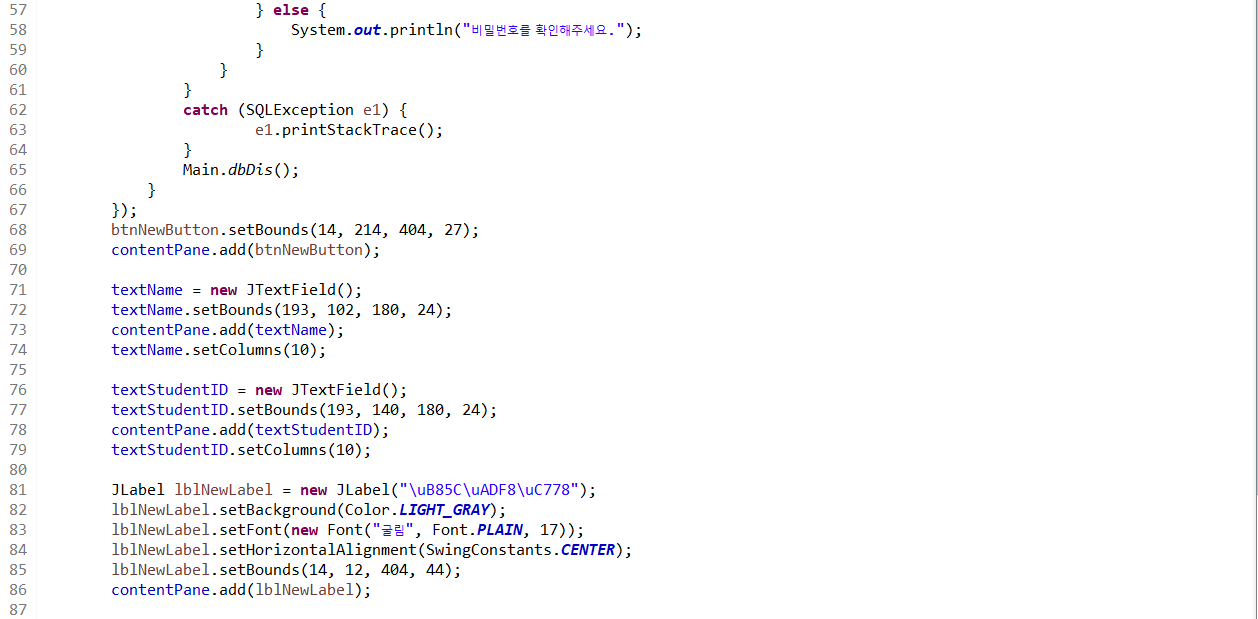 57 } else {
58 System.out.println("비밀번호를 확인해주세요.");
59 }
60 }
61 }
62 catch (SQLException e1) {
63 e1.printStackTrace();
64 }
65 Main.dbDis();
66 }
67 });
68 btnNewButton.setBounds(14, 214, 404, 27);
69 contentPane.add(btnNewButton);
70
71 textName = new JTextField();
72 textName.setBounds(193, 102, 180, 24);
73 contentPane.add(textName);
74 textName.setColumns(10);
75
76 textStudentID = new JTextField();
77 textStudentID.setBounds(193, 140, 180, 24);
78 contentPane.add(textStudentID);
79 textStudentID.setColumns(10);
80
81 JLabel lblNewLabel = new JLabel("\uB85C\uADF8\uC778");
82 lblNewLabel.setBackground(Color.LIGHT_GRAY);
83 lblNewLabel.setFont(new Font("굴림", Font.PLAIN, 17));
84 lblNewLabel.setHorizontalAlignment(SwingConstants.CENTER);
85 lblNewLabel.setBounds(14, 12, 404, 44);
86 contentPane.add(lblNewLabel);
87